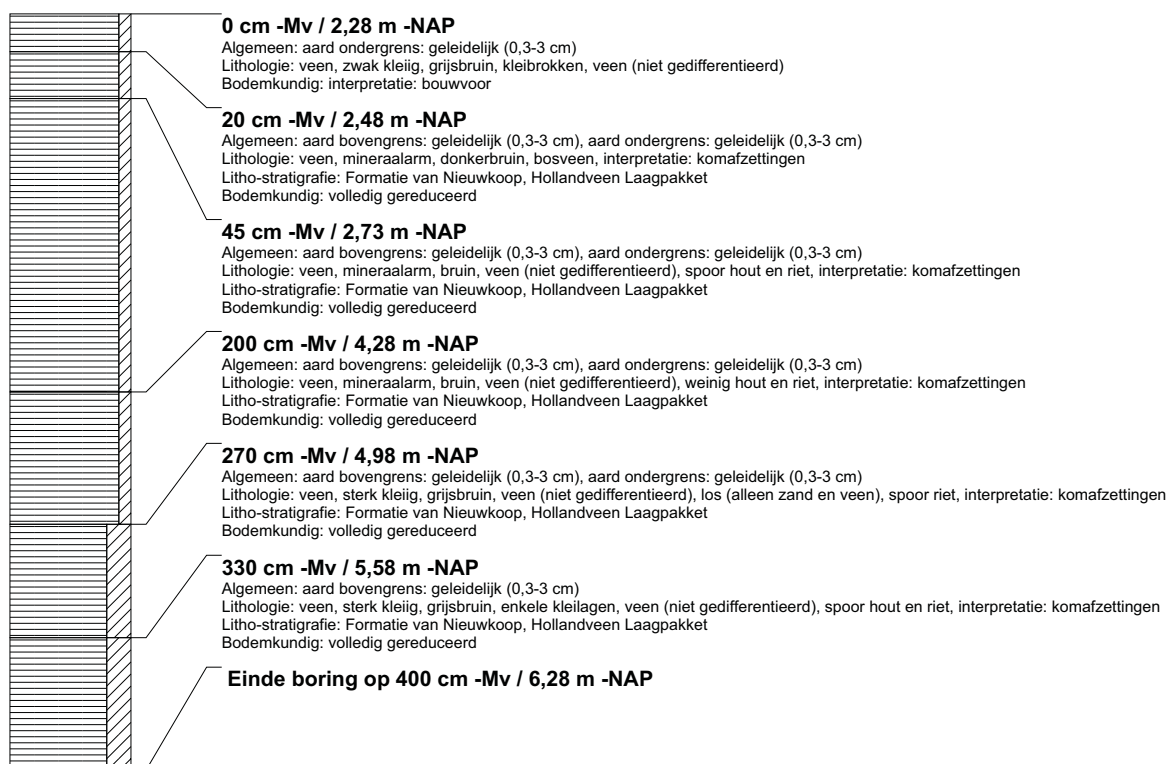 0 cm -Mv / 2,28 m -NAP
Algemeen: aard ondergrens: geleidelijk (0,3-3 cm)
Lithologie: veen, zwak kleiig, grijsbruin, kleibrokken, veen (niet gedifferentieerd)
Bodemkundig: interpretatie: bouwvoor
20 cm -Mv / 2,48 m -NAP
Algemeen: aard bovengrens: geleidelijk (0,3-3 cm), aard ondergrens: geleidelijk (0,3-3 cm)
Lithologie: veen, mineraalarm, donkerbruin, bosveen, interpretatie: komafzettingen
Litho-stratigrafie: Formatie van Nieuwkoop, Hollandveen Laagpakket
Bodemkundig: volledig gereduceerd
45 cm -Mv / 2,73 m -NAP
Algemeen: aard bovengrens: geleidelijk (0,3-3 cm), aard ondergrens: geleidelijk (0,3-3 cm)
Lithologie: veen, mineraalarm, bruin, veen (niet gedifferentieerd), spoor hout en riet, interpretatie: komafzettingen
Litho-stratigrafie: Formatie van Nieuwkoop, Hollandveen Laagpakket
Bodemkundig: volledig gereduceerd
200 cm -Mv / 4,28 m -NAP
Algemeen: aard bovengrens: geleidelijk (0,3-3 cm), aard ondergrens: geleidelijk (0,3-3 cm)
Lithologie: veen, mineraalarm, bruin, veen (niet gedifferentieerd), weinig hout en riet, interpretatie: komafzettingen
Litho-stratigrafie: Formatie van Nieuwkoop, Hollandveen Laagpakket
Bodemkundig: volledig gereduceerd
270 cm -Mv / 4,98 m -NAP
Algemeen: aard bovengrens: geleidelijk (0,3-3 cm), aard ondergrens: geleidelijk (0,3-3 cm)
Lithologie: veen, sterk kleiig, grijsbruin, veen (niet gedifferentieerd), los (alleen zand en veen), spoor riet, interpretatie: komafzettingen
Litho-stratigrafie: Formatie van Nieuwkoop, Hollandveen Laagpakket
Bodemkundig: volledig gereduceerd
330 cm -Mv / 5,58 m -NAP
Algemeen: aard bovengrens: geleidelijk (0,3-3 cm)
Lithologie: veen, sterk kleiig, grijsbruin, enkele kleilagen, veen (niet gedifferentieerd), spoor hout en riet, interpretatie: komafzettingen
Litho-stratigrafie: Formatie van Nieuwkoop, Hollandveen Laagpakket
Bodemkundig: volledig gereduceerd
Einde boring op 400 cm -Mv / 6,28 m -NAP